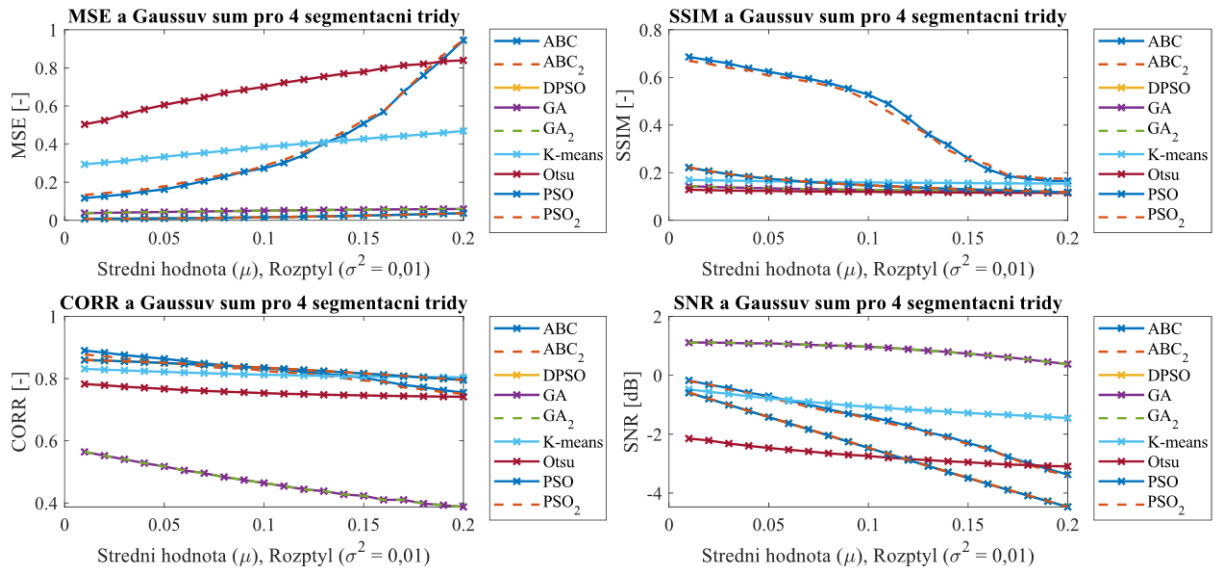 MSE a Gaussuv sum pro 4 segmentacni tridy
1
0.8
0.6
0.4
0.2
0
MSE [-]
0 0.05 0.1 0.15 0.2
Stredni hodnota (μ), Rozptyl (σ² = 0,01)
ABC
ABC₂
DPSO
GA
GA₂
K-means
Otsu
PSO
PSO₂
SSIM a Gaussuv sum pro 4 segmentacni tridy
0.8
0.6
0.4
0.2
0
SSIM [-]
0 0.05 0.1 0.15 0.2
Stredni hodnota (μ), Rozptyl (σ² = 0,01)
ABC
ABC₂
DPSO
GA
GA₂
K-means
Otsu
PSO
PSO₂
CORR a Gaussuv sum pro 4 segmentacni tridy
1
0.8
0.6
0.4
CORR [-]
0 0.05 0.1 0.15 0.2
Stredni hodnota (μ), Rozptyl (σ² = 0,01)
ABC
ABC₂
DPSO
GA
GA₂
K-means
Otsu
PSO
PSO₂
SNR a Gaussuv sum pro 4 segmentacni tridy
2
0
-2
-4
SNR [dB]
0 0.05 0.1 0.15 0.2
Stredni hodnota (μ), Rozptyl (σ² = 0,01)
ABC
ABC₂
DPSO
GA
GA₂
K-means
Otsu
PSO
PSO₂